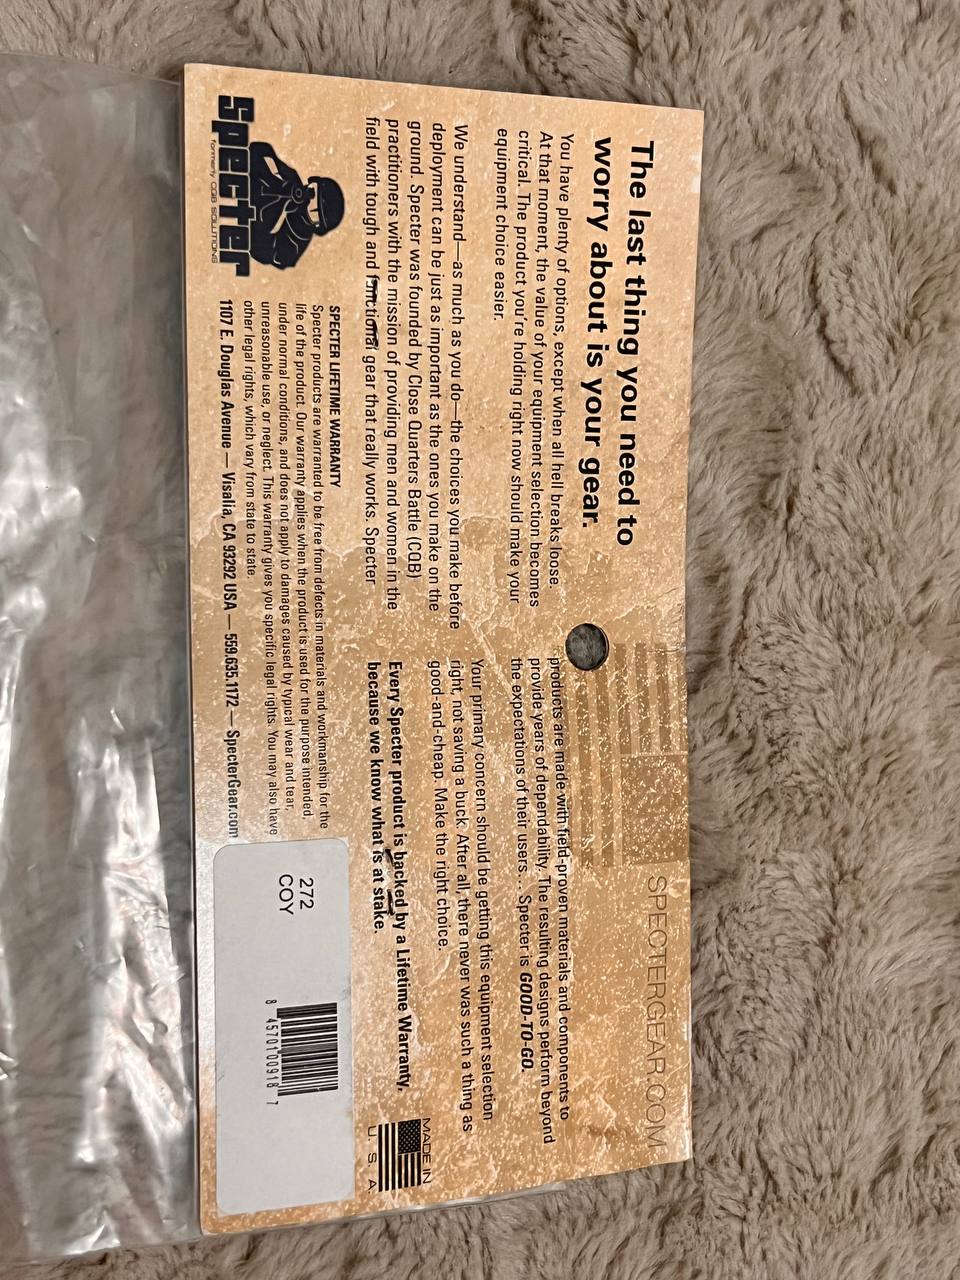 The last thing you need to
worry about is your gear.
You have plenty of options, except when all hell breaks loose.
At that moment, the value of your equipment selection becomes
critical. The product you're holding right now should make your
equipment choice easier.
We understand—as much as you do—the choices you make before
deployment can be just as important as the ones you make on the
ground. Specter was founded by Close Quarters Battle (CQB)
practitioners with the mission of providing men and women in the
field with tough and functional gear that really works. Specter
SPECTERGEAR.COM
products are made with field-proven materials and components to
provide years of dependability. The resulting designs perform beyond
the expectations of their users... Specter is GOOD-TO-GO.
Your primary concern should be getting this equipment selection
right, not saving a buck. After all, there never was such a thing as
good-and-cheap. Make the right choice.
Every Specter product is backed by a Lifetime Warranty,
because we know what is at stake.
MADE IN
U. S. A.
specter
formerly CQB SOLUTIONS
SPECTER LIFETIME WARRANTY
Specter products are warranted to be free from defects in materials and workmanship for the
life of the product. Our warranty applies when the product is used for the purpose intended,
under normal conditions, and does not apply to damages caused by typical wear and tear,
unreasonable use, or neglect. This warranty gives you specific legal rights. You may also have
other legal rights, which vary from state to state.
1107 E. Douglas Avenue — Visalia, CA 93292 USA — 559.635.1172 — SpecterGear.com
272
COY
8 45701 00918 7